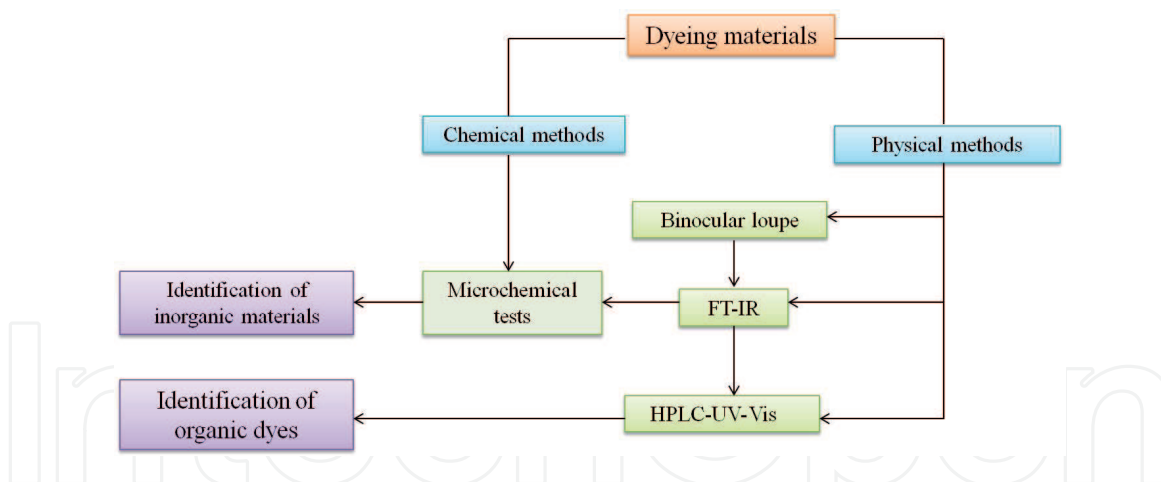 Dyeing materials
Chemical methods
Physical methods
Binocular loupe
Identification of
inorganic materials
Microchemical
tests
FT-IR
Identification of
organic dyes
HPLC-UV-Vis
IntechOpen